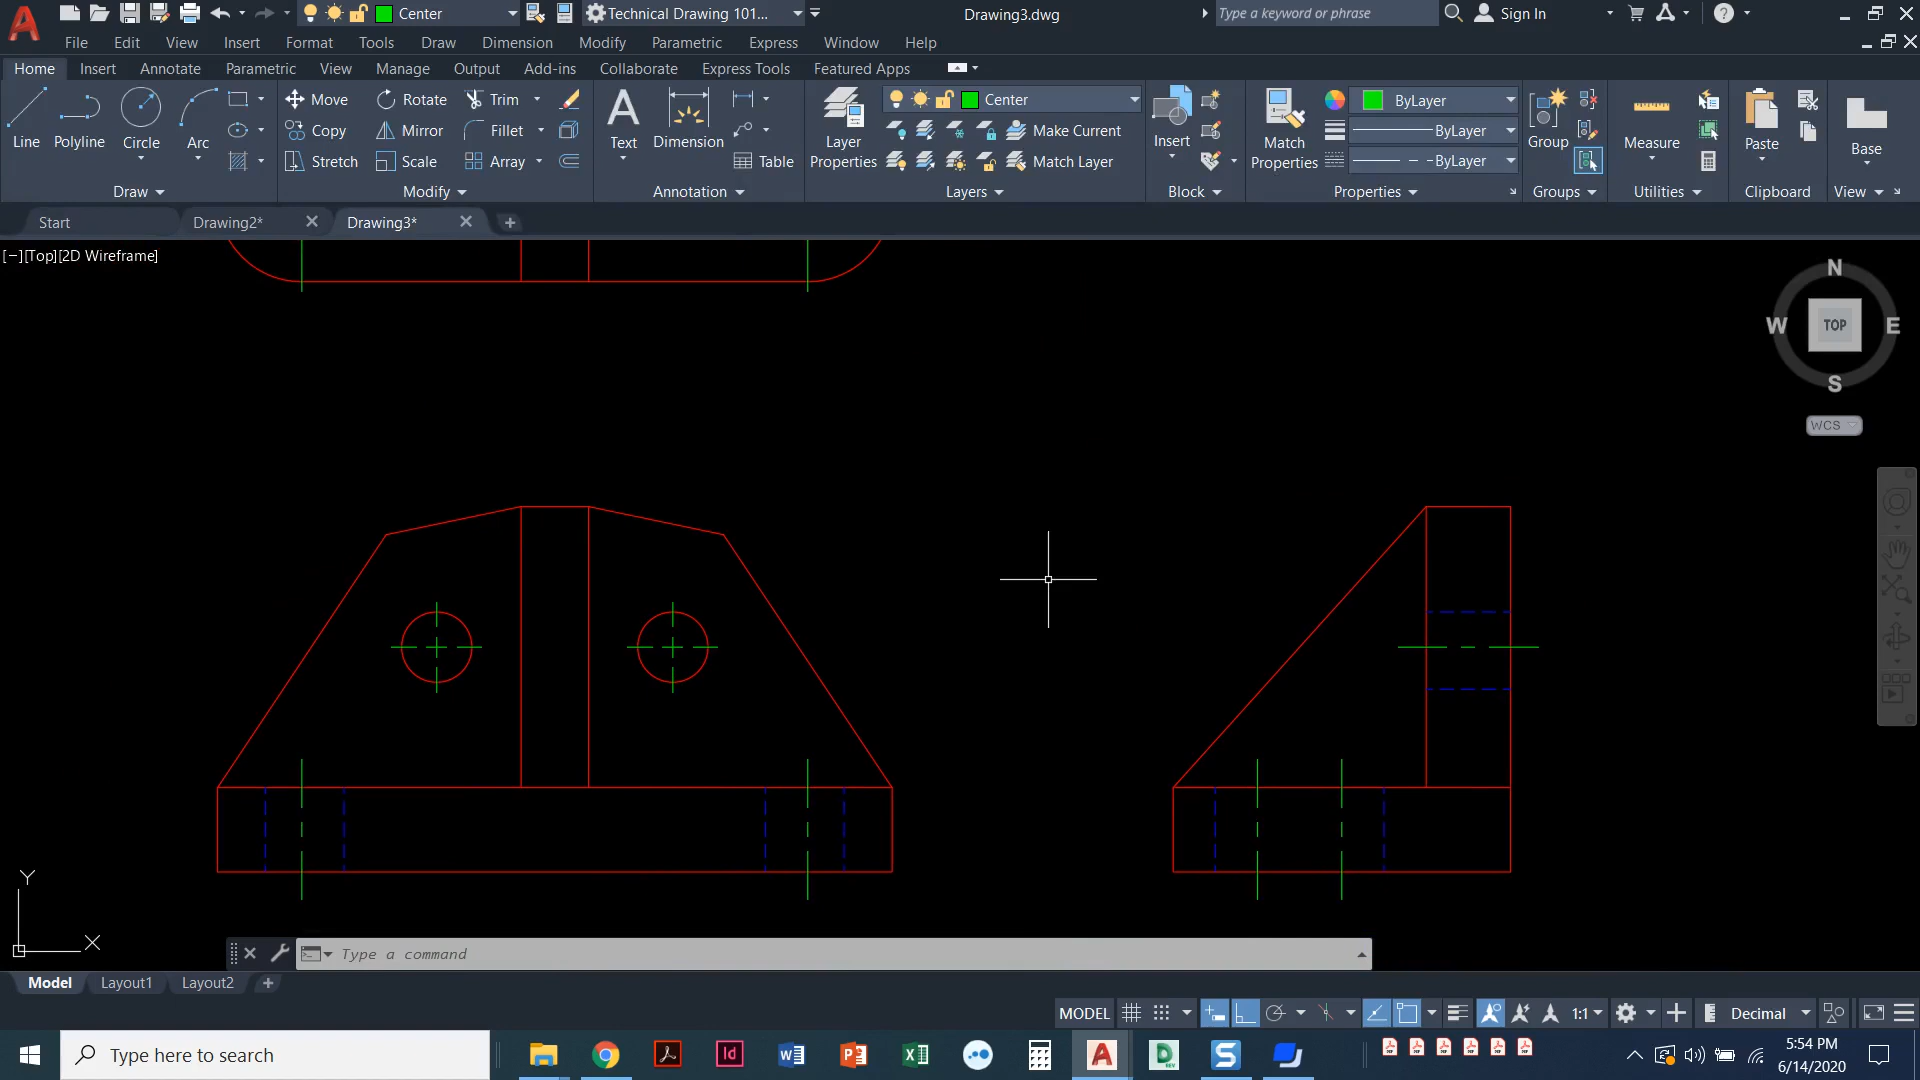 Center
Technical Drawing 101...
Drawing3.dwg
Type a keyword or phrase
Sign In
File Edit View Insert Format Tools Draw Dimension Modify Parametric Express Window Help
Home Insert Annotate Parametric View Manage Output Add-ins Collaborate Express Tools Featured Apps
Line Polyline Circle Arc
Move Rotate Trim
Copy Mirror Fillet
Stretch Scale Array
Text Dimension Table
Layer Properties
Center
Make Current
Match Layer
Insert
Match Properties
ByLayer
ByLayer
ByLayer
Group
Measure
Paste
Base
Draw Modify Annotation Layers Block Properties Groups Utilities Clipboard View
Start Drawing2* Drawing3*
[−][Top][2D Wireframe]
N
W TOP E
S
WCS
Y
X
Type a command
Model Layout1 Layout2
MODEL 1:1 Decimal
Type here to search
5:54 PM
6/14/2020